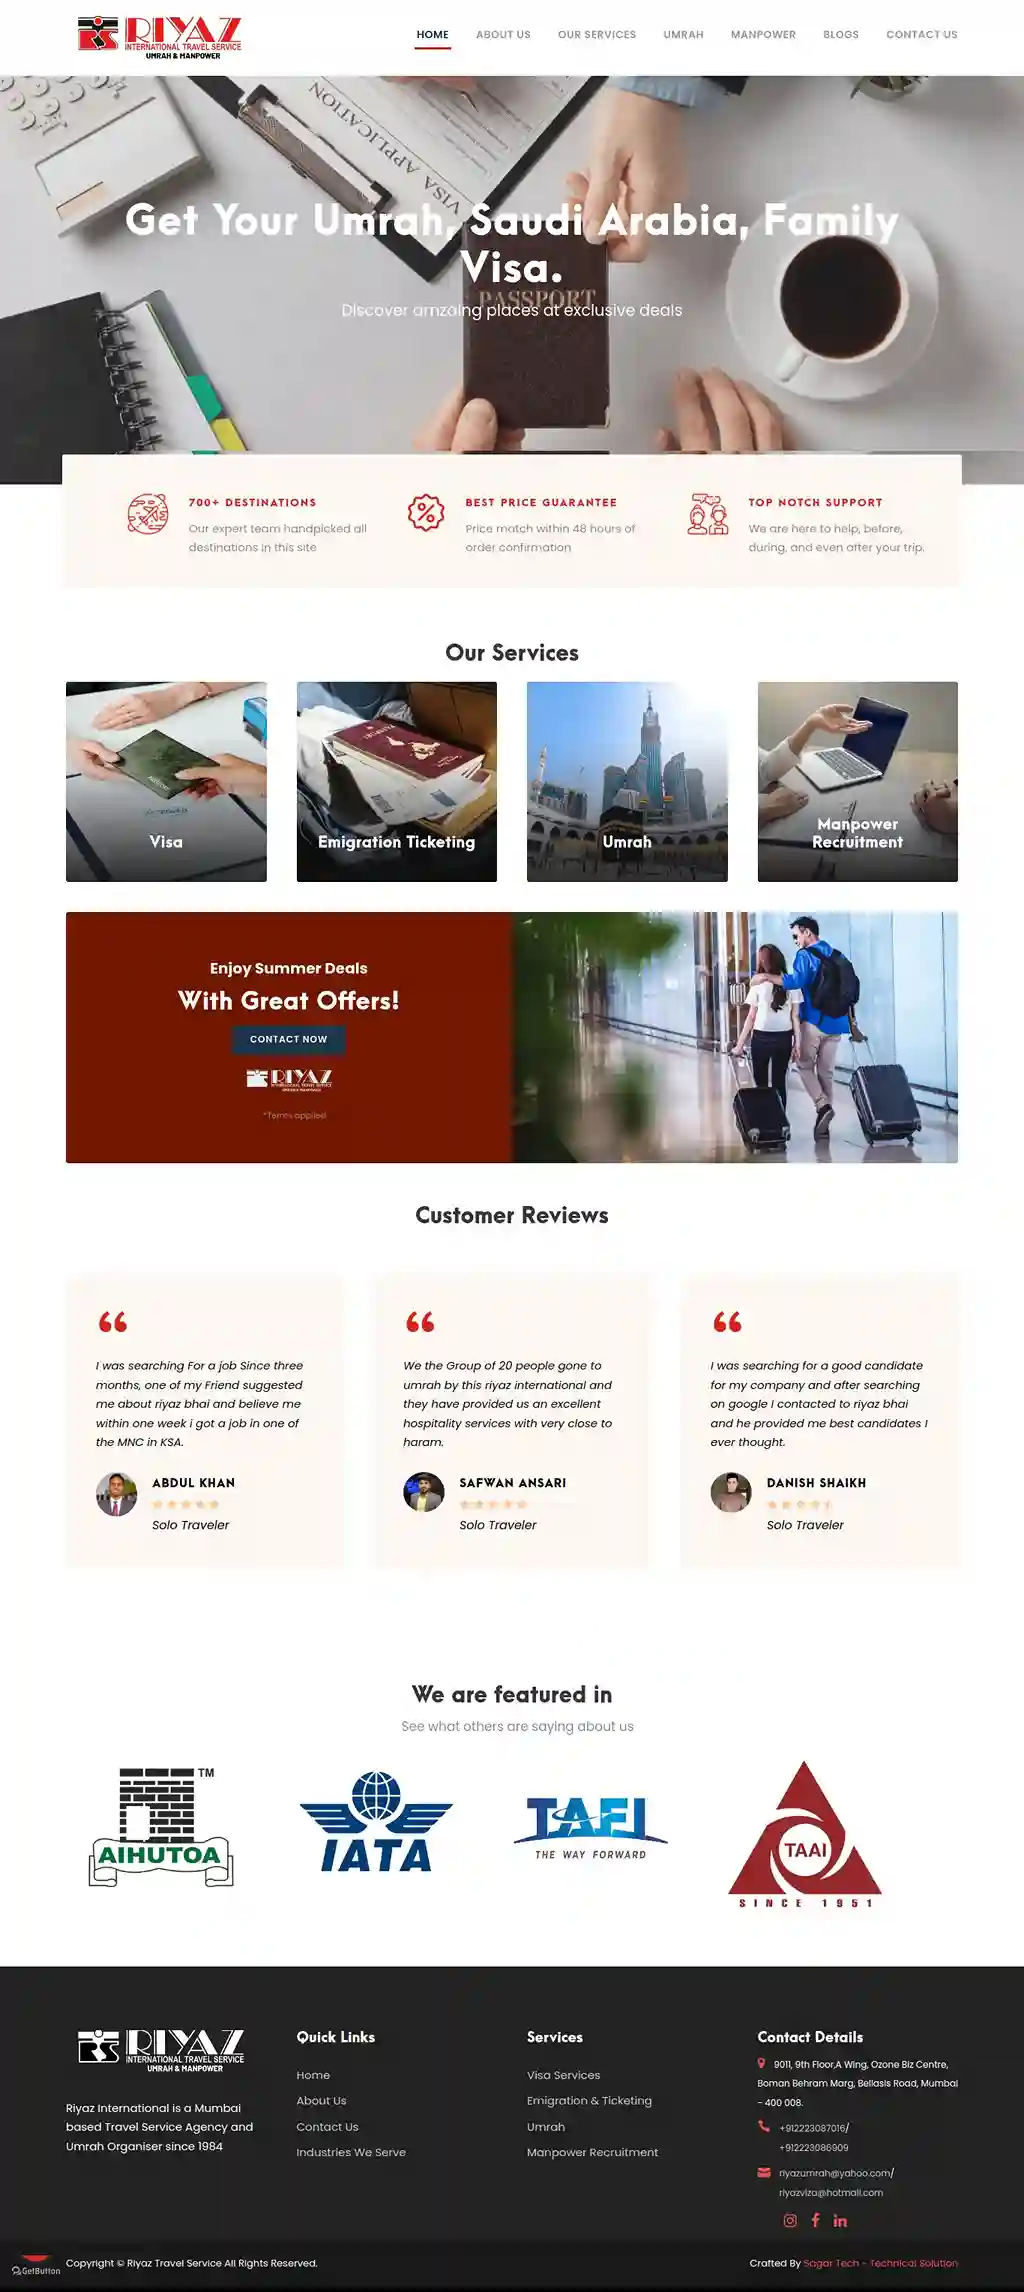 RIYAZ
INTERNATIONAL TRAVEL SERVICE
UMRAH & MANPOWER
HOME
ABOUT US
OUR SERVICES
UMRAH
MANPOWER
BLOGS
CONTACT US
VISA APPLICATION
Get Your Umrah, Saudi Arabia, Family
Visa.
PASSPORT
Discover amzaing places at exclusive deals
700+ DESTINATIONS
Our expert team handpicked all
destinations in this site
BEST PRICE GUARANTEE
Price match within 48 hours of
order confirmation
TOP NOTCH SUPPORT
We are here to help, before,
during, and even after your trip.
Our Services
Visa
Emigration Ticketing
Umrah
Manpower
Recruitment
Enjoy Summer Deals
With Great Offers!
CONTACT NOW
RIYAZ
INTERNATIONAL TRAVEL SERVICE
UMRAH & MANPOWER
*Terms applied
Customer Reviews
I was searching For a job Since three
months, one of my Friend suggested
me about riyaz bhai and believe me
within one week i got a job in one of
the MNC in KSA.
ABDUL KHAN
Solo Traveler
We the Group of 20 people gone to
umrah by this riyaz international and
they have provided us an excellent
hospitality services with very close to
haram.
SAFWAN ANSARI
Solo Traveler
I was searching for a good candidate
for my company and after searching
on google I contacted to riyaz bhai
and he provided me best candidates I
ever thought.
DANISH SHAIKH
Solo Traveler
We are featured in
See what others are saying about us
TM
AIHUTOA
IATA
TAFI
THE WAY FORWARD
TAAI
SINCE 1951
RIYAZ
INTERNATIONAL TRAVEL SERVICE
UMRAH & MANPOWER
Riyaz International is a Mumbai
based Travel Service Agency and
Umrah Organiser since 1984
Quick Links
Home
About Us
Contact Us
Industries We Serve
Services
Visa Services
Emigration & Ticketing
Umrah
Manpower Recruitment
Contact Details
9011, 9th Floor,A Wing, Ozone Biz Centre,
Boman Behram Marg, Bellasis Road, Mumbai
- 400 008.
+912223087016/
+912223086909
riyazumrah@yahoo.com/
riyazviza@hotmail.com
GetButton
Copyright © Riyaz Travel Service All Rights Reserved.
Crafted By Sagar Tech - Technical Solution